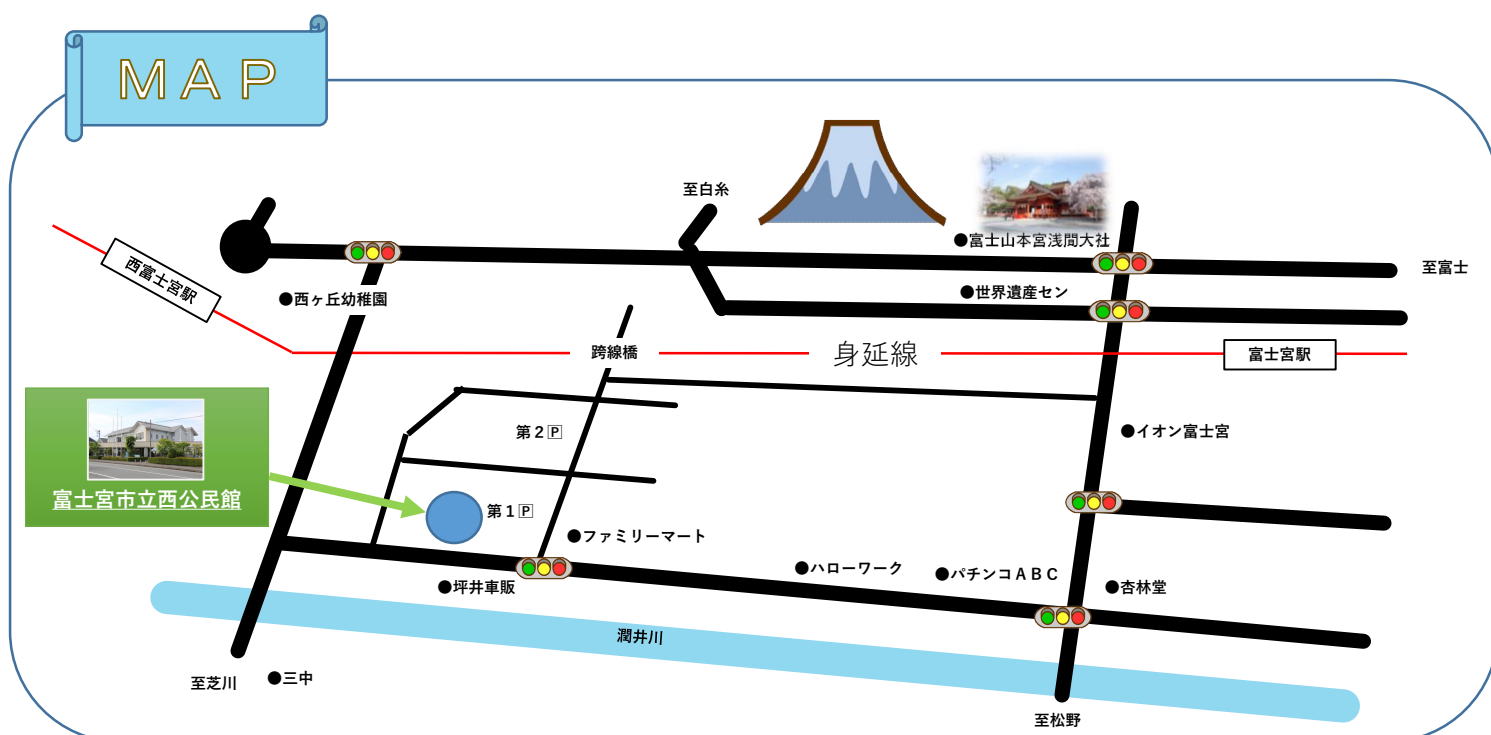 MAP
至白糸
●富士山本宮浅間大社
至富士
西富士宮駅
●西ヶ丘幼稚園
●世界遺産セン
跨線橋
身延線
富士宮駅
第2🄿
●イオン富士宮
富士宮市立西公民館
第1🄿
●ファミリーマート
●ハローワーク
●パチンコABC
●坪井車販
●杏林堂
潤井川
至芝川
●三中
至松野